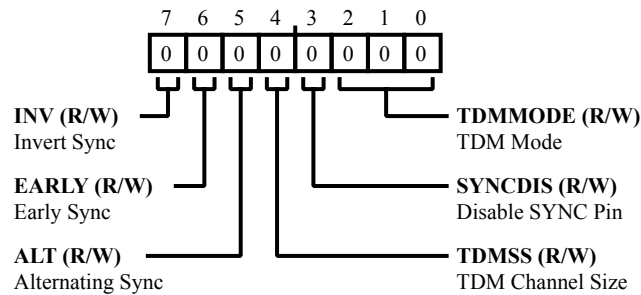 7 6 5 4 3 2 1 0
0 0 0 0 0 0 0 0
INV (R/W)
Invert Sync
EARLY (R/W)
Early Sync
ALT (R/W)
Alternating Sync
TDMMODE (R/W)
TDM Mode
SYNCDIS (R/W)
Disable SYNC Pin
TDMSS (R/W)
TDM Channel Size